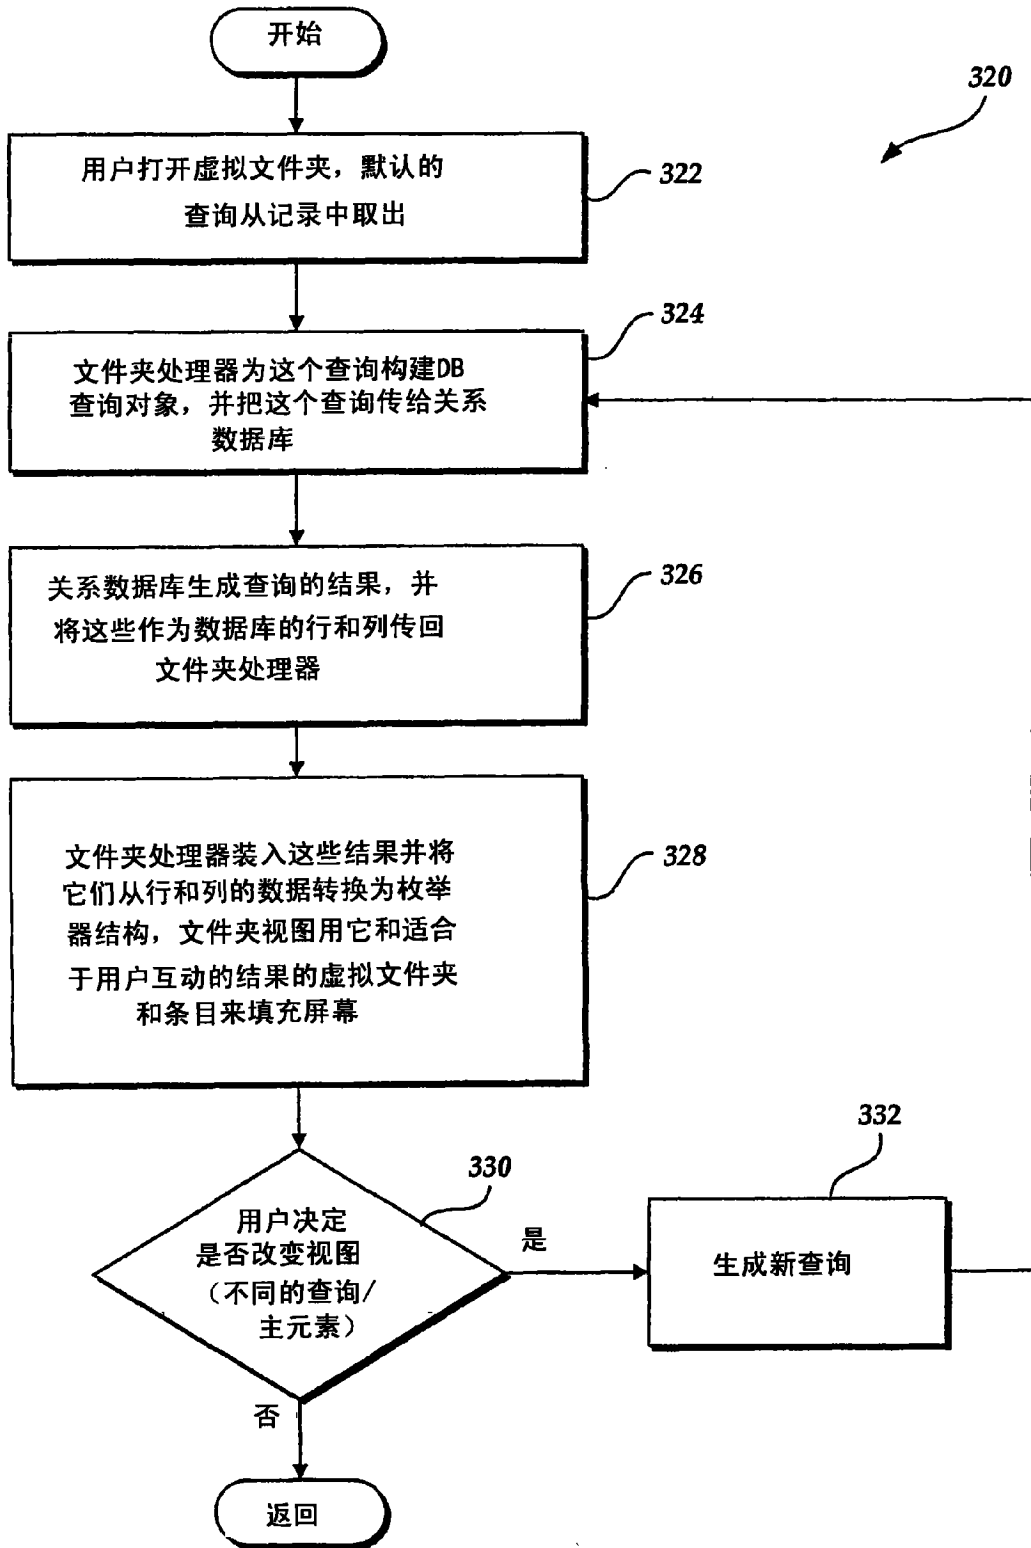 开始
320
用户打开虚拟文件夹，默认的
查询从记录中取出
322
324
文件夹处理器为这个查询构建DB
查询对象，并把这个查询传给关系
数据库
326
关系数据库生成查询的结果，并
将这些作为数据库的行和列传回
文件夹处理器
328
文件夹处理器装入这些结果并将
它们从行和列的数据转换为枚举
器结构，文件夹视图用它和适合
于用户互动的结果的虚拟文件夹
和条目来填充屏幕
330
用户决定
是否改变视图
（不同的查询/
主元素）
是
332
生成新查询
否
返回